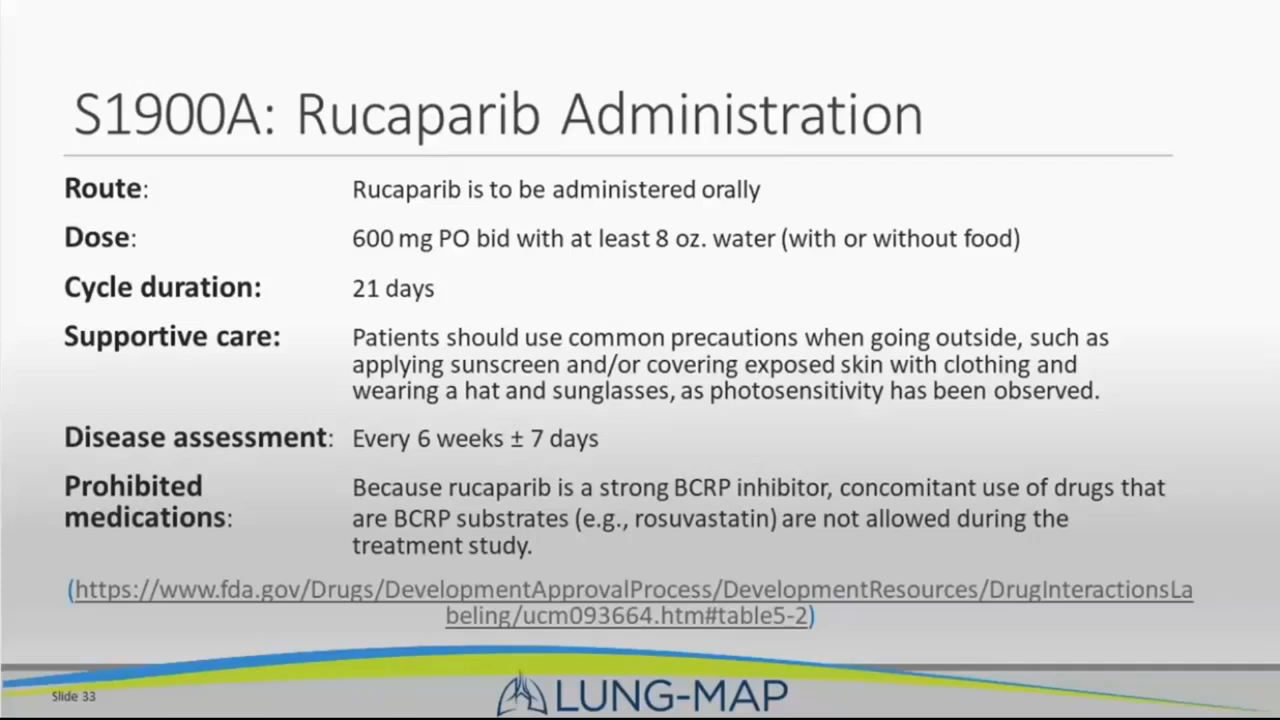 S1900A: Rucaparib Administration
Route: Rucaparib is to be administered orally
Dose: 600 mg PO bid with at least 8 oz. water (with or without food)
Cycle duration: 21 days
Supportive care: Patients should use common precautions when going outside, such as
applying sunscreen and/or covering exposed skin with clothing and
wearing a hat and sunglasses, as photosensitivity has been observed.
Disease assessment: Every 6 weeks ± 7 days
Prohibited Because rucaparib is a strong BCRP inhibitor, concomitant use of drugs that
medications: are BCRP substrates (e.g., rosuvastatin) are not allowed during the
treatment study.
(https://www.fda.gov/Drugs/DevelopmentApprovalProcess/DevelopmentResources/DrugInteractionsLa
beling/ucm093664.htm#table5-2)
Slide 33
LUNG-MAP